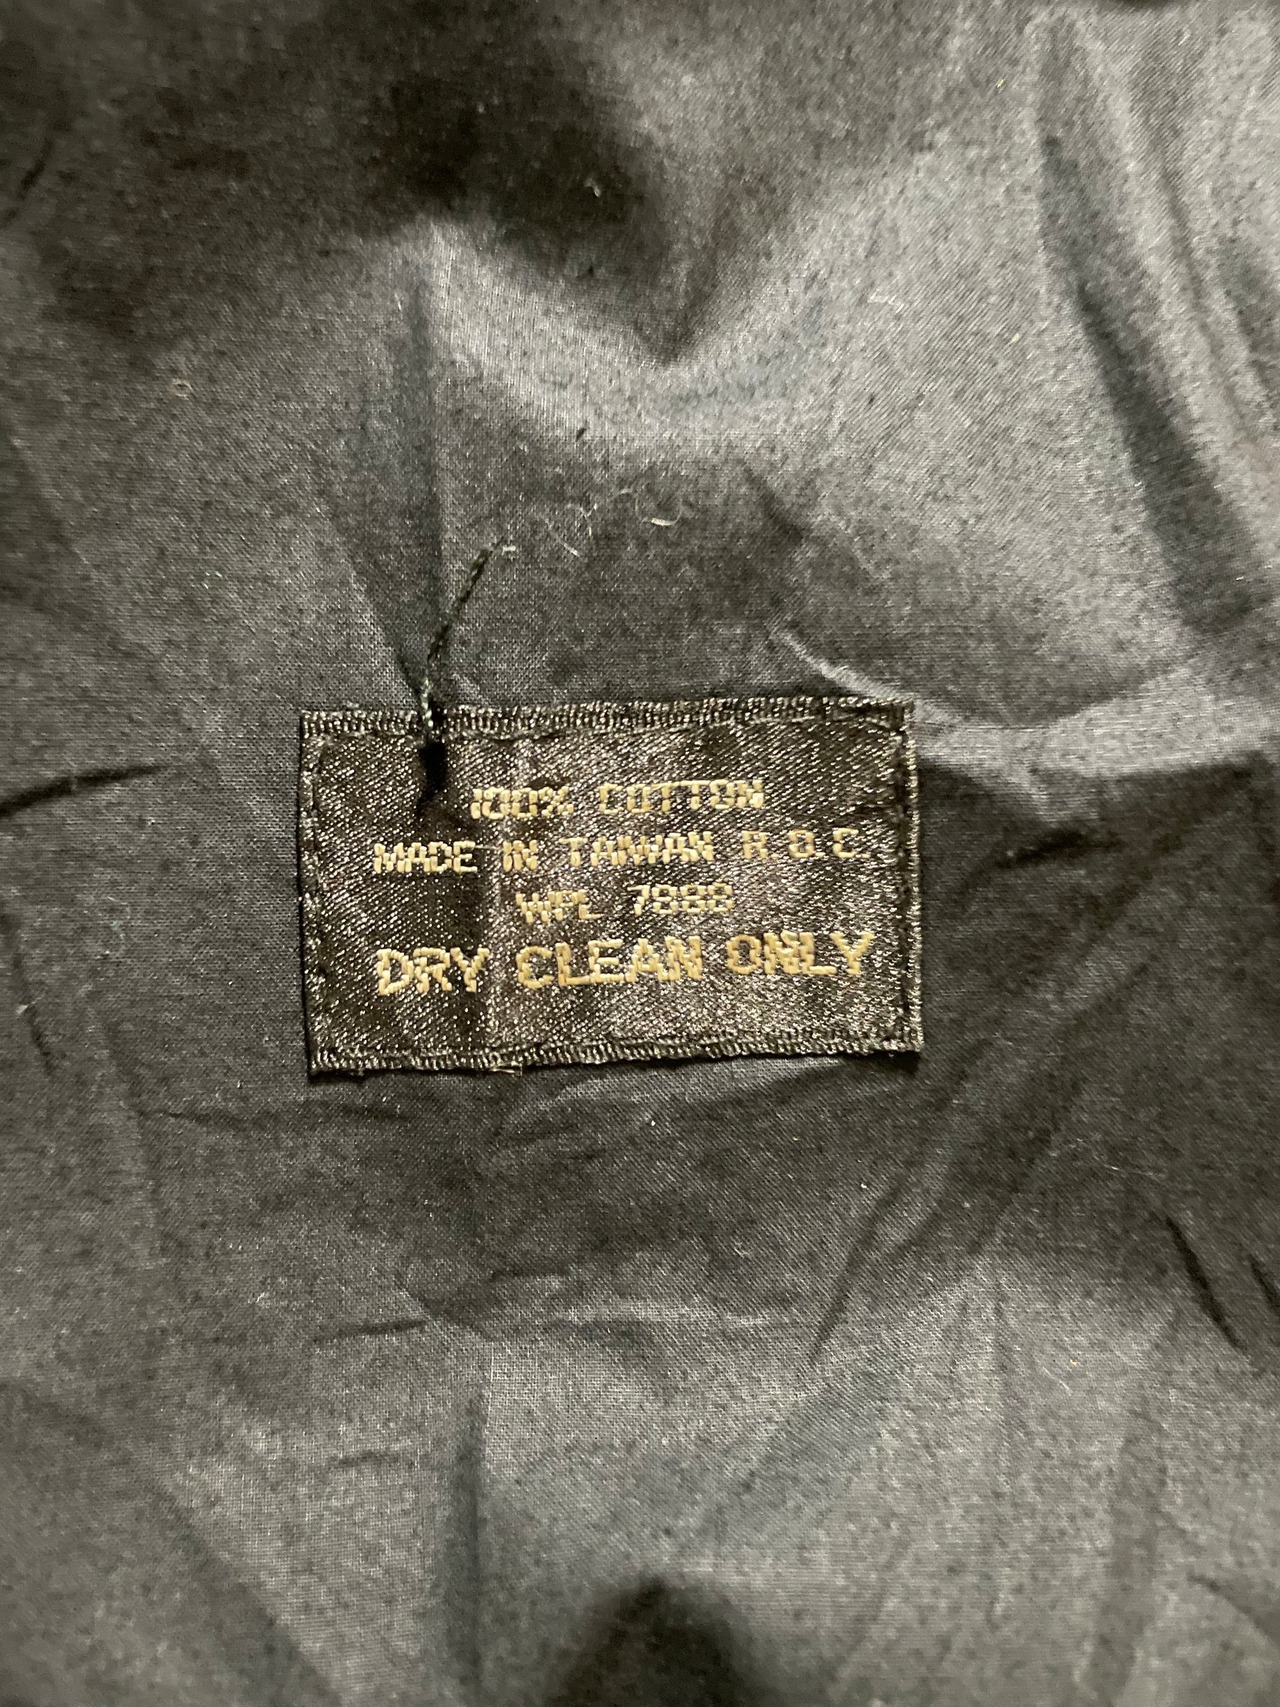 100% COTTON
MADE IN TAIWAN R.O.C.
WPL 7888
DRY CLEAN ONLY